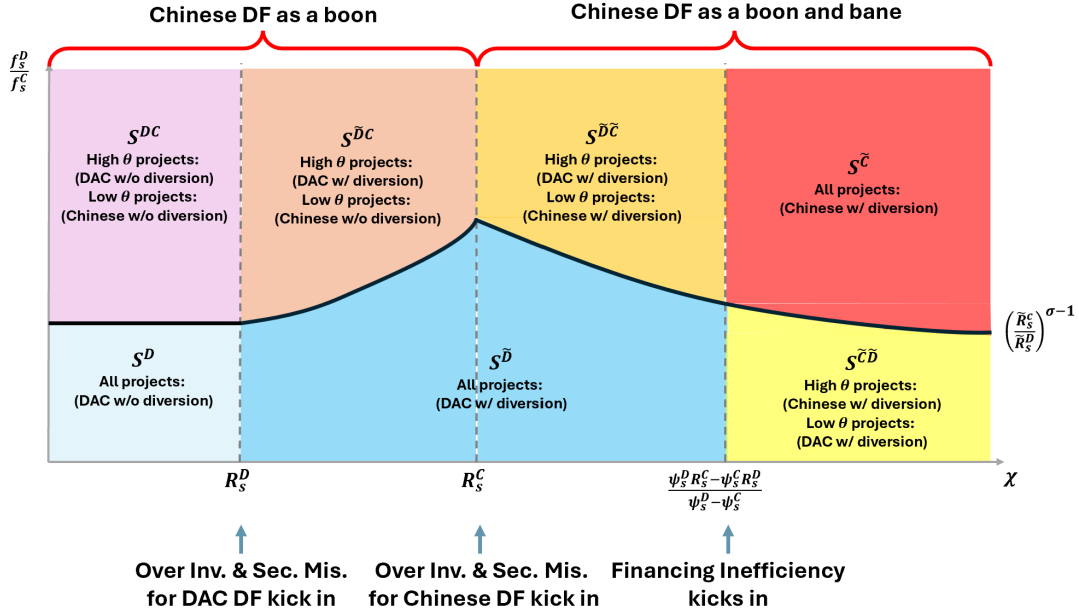 Chinese DF as a boon
Chinese DF as a boon and bane
f_s^D / f_s^C
S^{DC}
High θ projects:
(DAC w/o diversion)
Low θ projects:
(Chinese w/o diversion)
S^{D̃C}
High θ projects:
(DAC w/ diversion)
Low θ projects:
(Chinese w/o diversion)
S^{D̃C̃}
High θ projects:
(DAC w/ diversion)
Low θ projects:
(Chinese w/ diversion)
S^{C̃}
All projects:
(Chinese w/ diversion)
(R̃_s^c / R̃_s^D)^{σ−1}
S^D
All projects:
(DAC w/o diversion)
S^{D̃}
All projects:
(DAC w/ diversion)
S^{C̃D̃}
High θ projects:
(Chinese w/ diversion)
Low θ projects:
(DAC w/ diversion)
R_s^D
R_s^C
ψ_s^D R_s^C − ψ_s^C R_s^D / ψ_s^D − ψ_s^C
χ
Over Inv. & Sec. Mis.
for DAC DF kick in
Over Inv. & Sec. Mis.
for Chinese DF kick in
Financing Inefficiency
kicks in